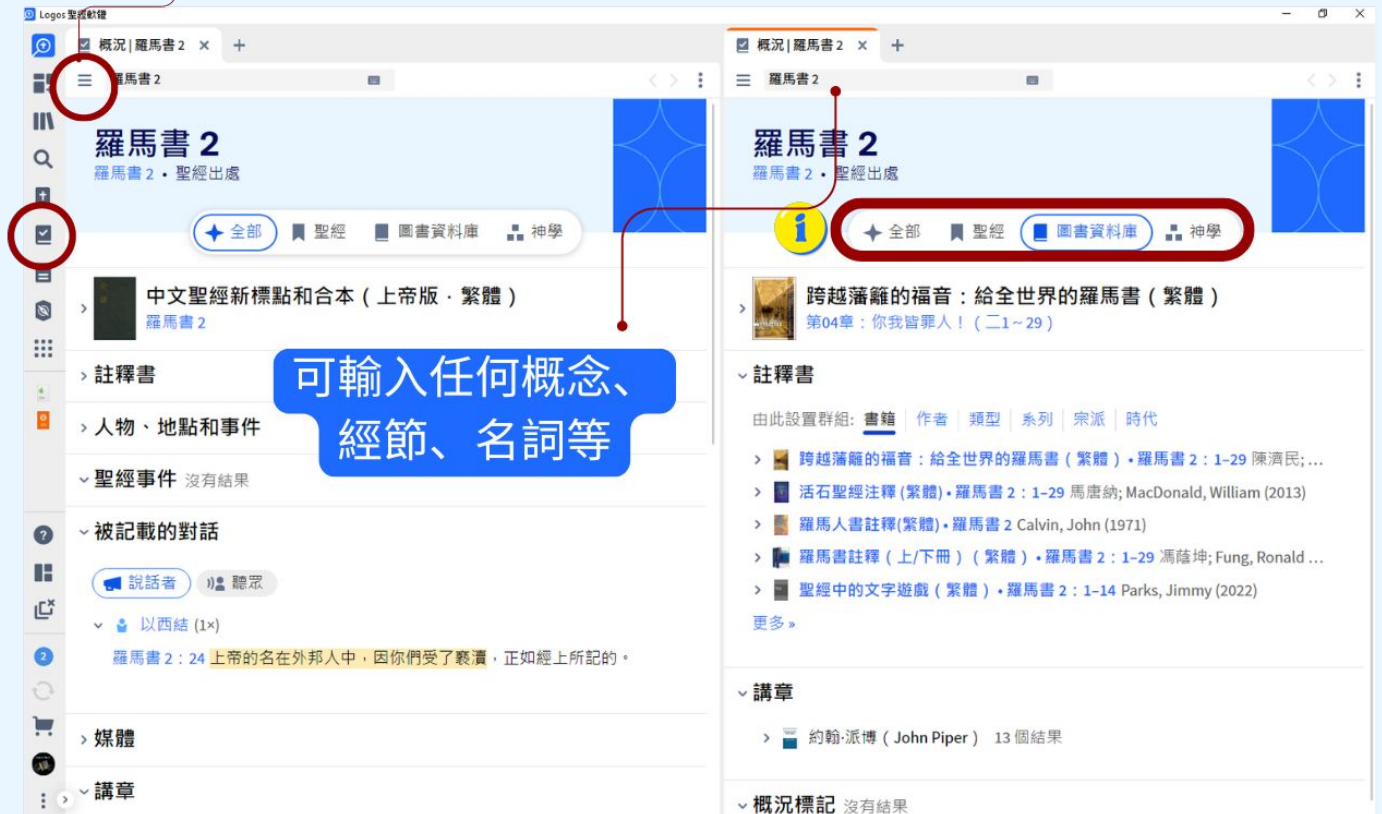 Logos 聖經軟體
概況 | 羅馬書 2
羅馬書 2
羅馬書 2
羅馬書 2 • 聖經出處
全部
聖經
圖書資料庫
神學
中文聖經新標點和合本（上帝版．繁體）
羅馬書 2
註釋書
人物、地點和事件
聖經事件 沒有結果
被記載的對話
說話者
聽眾
以西結 (1×)
羅馬書 2：24 上帝的名在外邦人中，因你們受了褻瀆，正如經上所記的。
媒體
講章
2
可輸入任何概念、
經節、名詞等
概況 | 羅馬書 2
羅馬書 2
羅馬書 2
羅馬書 2 • 聖經出處
i
全部
聖經
圖書資料庫
神學
跨越藩籬的福音：給全世界的羅馬書（繁體）
第04章：你我皆罪人！（二1～29）
註釋書
由此設置群組: 書籍 作者 類型 系列 宗派 時代
跨越藩籬的福音：給全世界的羅馬書（繁體）• 羅馬書 2：1–29 陳濟民; ...
活石聖經注釋 (繁體) • 羅馬書 2：1–29 馬唐納; MacDonald, William (2013)
羅馬人書註釋(繁體) • 羅馬書 2 Calvin, John (1971)
羅馬書註釋（上/下冊）（繁體）• 羅馬書 2：1–29 馮蔭坤; Fung, Ronald ...
聖經中的文字遊戲（繁體）• 羅馬書 2：1–14 Parks, Jimmy (2022)
更多 »
講章
約翰·派博（John Piper） 13 個結果
概況標記 沒有結果